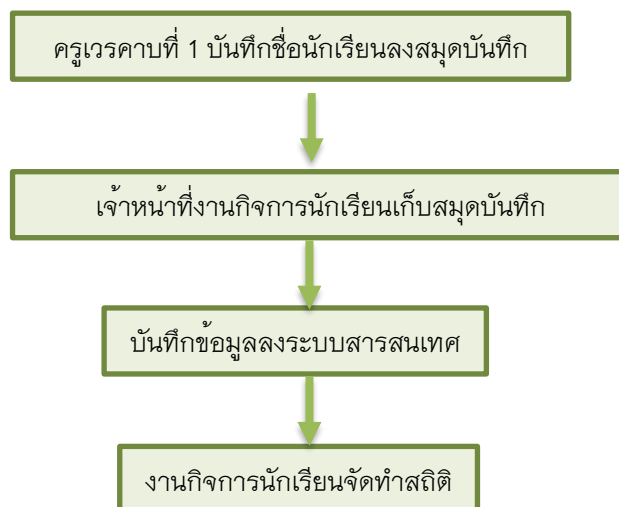 ครูเวรคาบที่ 1 บันทึกชื่อนักเรียนลงสมุดบันทึก
เจ้าหน้าที่งานกิจการนักเรียนเก็บสมุดบันทึก
บันทึกข้อมูลลงระบบสารสนเทศ
งานกิจการนักเรียนจัดทำสถิติ